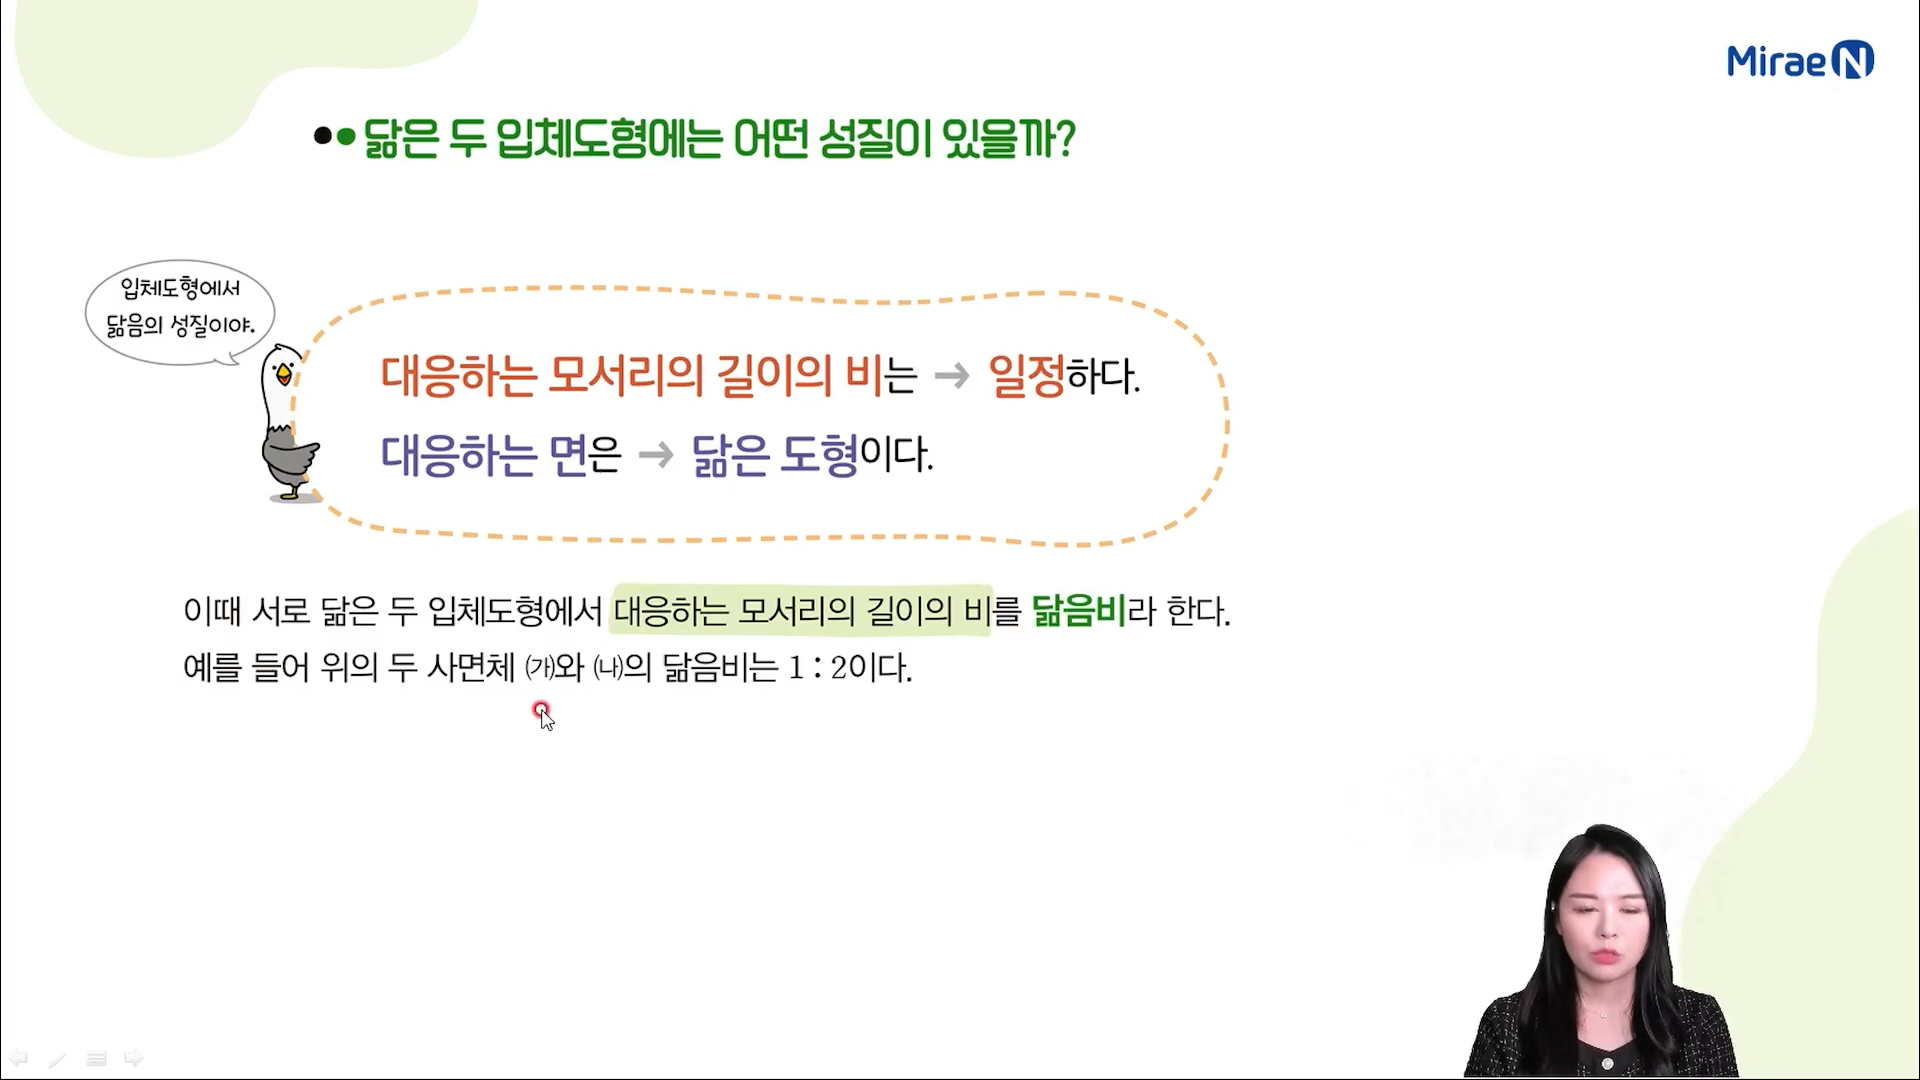 Mirae N
닮은 두 입체도형에는 어떤 성질이 있을까?
입체도형에서
닮음의 성질이야.
대응하는 모서리의 길이의 비는 → 일정하다.
대응하는 면은 → 닮은 도형이다.
이때 서로 닮은 두 입체도형에서 대응하는 모서리의 길이의 비를 닮음비라 한다.
예를 들어 위의 두 사면체 ㈎와 ㈏의 닮음비는 1 : 2이다.